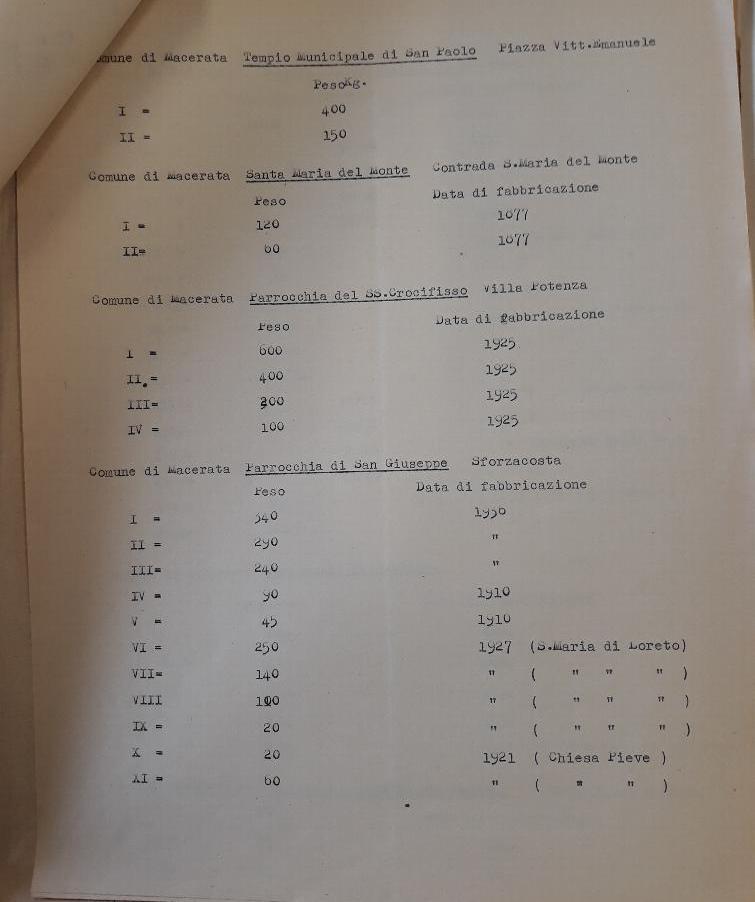 omune di Macerata Tempio Municipale di San Paolo Piazza Vitt.Emanuele
Peso Kg.
I = 400
II = 150
Comune di Macerata Santa Maria del Monte Contrada S.Maria del Monte
Peso Data di fabbricazione
I = 120 1877
II= 60 1877
Comune di Macerata Parrocchia del SS.Crocifisso Villa Potenza
Peso Data di fabbricazione
I = 600 1925
II.= 400 1925
III= 200 1925
IV = 100 1925
Comune di Macerata Parrocchia di San Giuseppe Sforzacosta
Peso Data di fabbricazione
I = 340 1930
II = 290 "
III= 240 "
IV = 90 1910
V = 45 1910
VI = 250 1927 (S.Maria di Loreto)
VII= 140 " ( " " " )
VIII 100 " ( " " " )
IX = 20 " ( " " " )
X = 20 1921 ( Chiesa Pieve )
XI = 60 " ( " " )